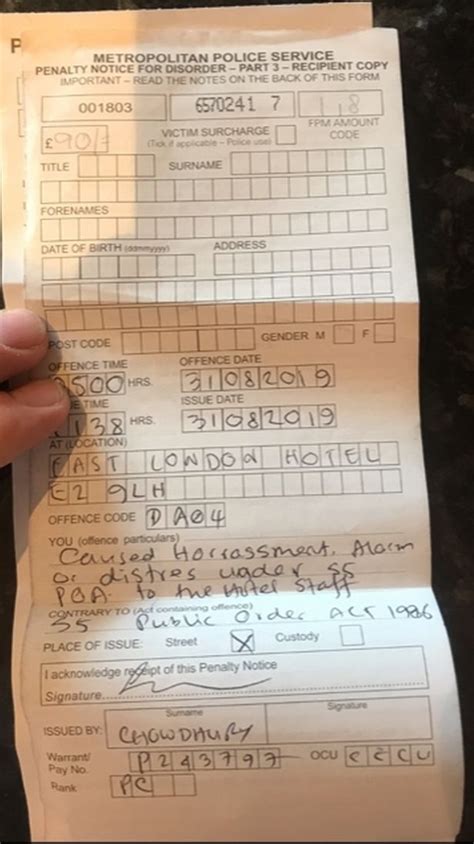 P
METROPOLITAN POLICE SERVICE
PENALTY NOTICE FOR DISORDER – PART 3 – RECIPIENT COPY
IMPORTANT – READ THE NOTES ON THE BACK OF THIS FORM
001803 6570241 7 1,8
£ 90/= VICTIM SURCHARGE FPM AMOUNT
(Tick if applicable – Police use) CODE
TITLE SURNAME
FORENAMES
DATE OF BIRTH (ddmmyyyy) ADDRESS
POST CODE GENDER M F
OFFENCE TIME OFFENCE DATE
500 HRS. 31082019
TIME ISSUE DATE
138 HRS. 31082019
AT (LOCATION)
EAST LONDON HOTEL
E2 9LH
OFFENCE CODE DA04
YOU (offence particulars)
Caused Horrassment, Alarm
or distres under S5
POA. to the Hotel Staff
CONTRARY TO (Act containing offence)
S5 Public Order Act 1986
PLACE OF ISSUE: Street X Custody
I acknowledge receipt of this Penalty Notice
Signature
Surname Signature
ISSUED BY: CHOWDHURY
Warrant/ P243797 OCU CECU
Pay No.
Rank PC